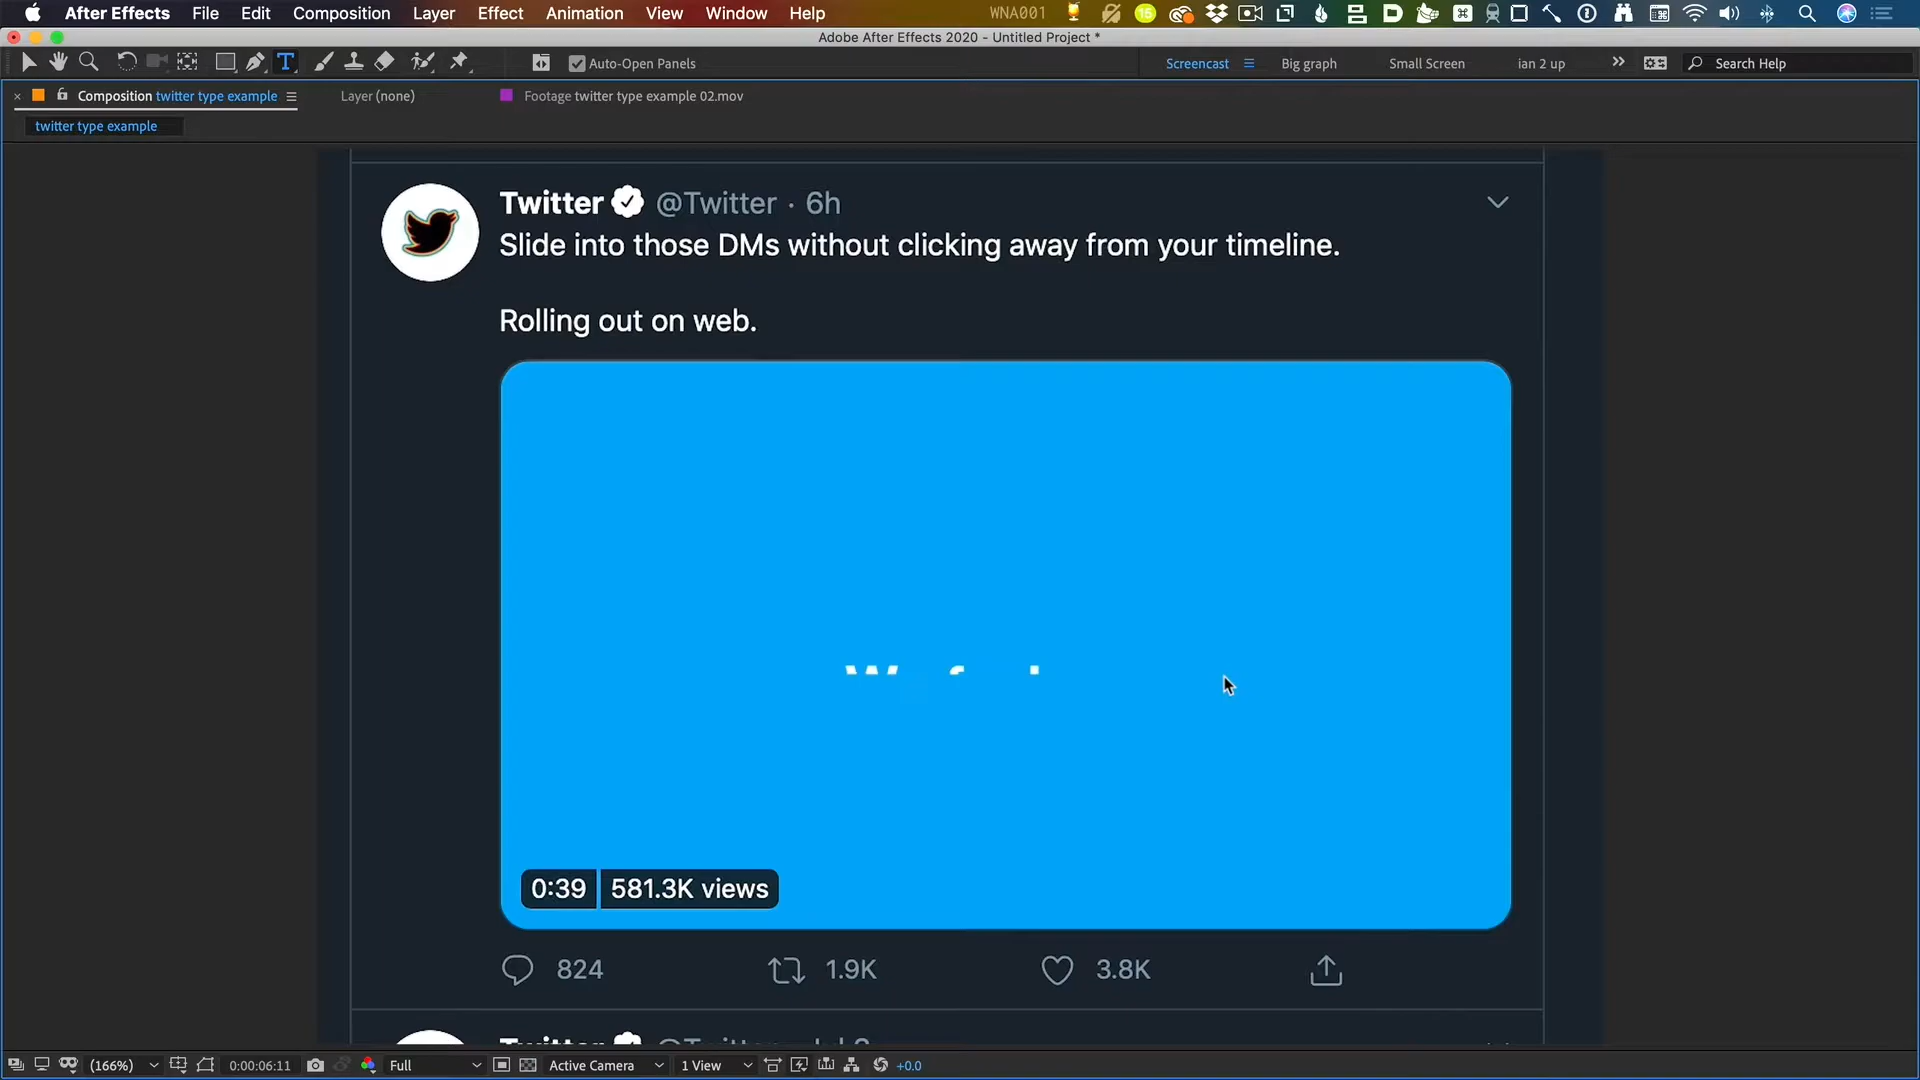 After Effects File Edit Composition Layer Effect Animation View Window Help WNA001 15
Adobe After Effects 2020 - Untitled Project *
T Auto-Open Panels Screencast Big graph Small Screen ian 2 up Search Help
Composition twitter type example Layer (none) Footage twitter type example 02.mov
twitter type example
Twitter @Twitter · 6h
Slide into those DMs without clicking away from your timeline.
Rolling out on web.
0:39 581.3K views
824 1.9K 3.8K
(166%) 0:00:06:11 Full Active Camera 1 View +0.0